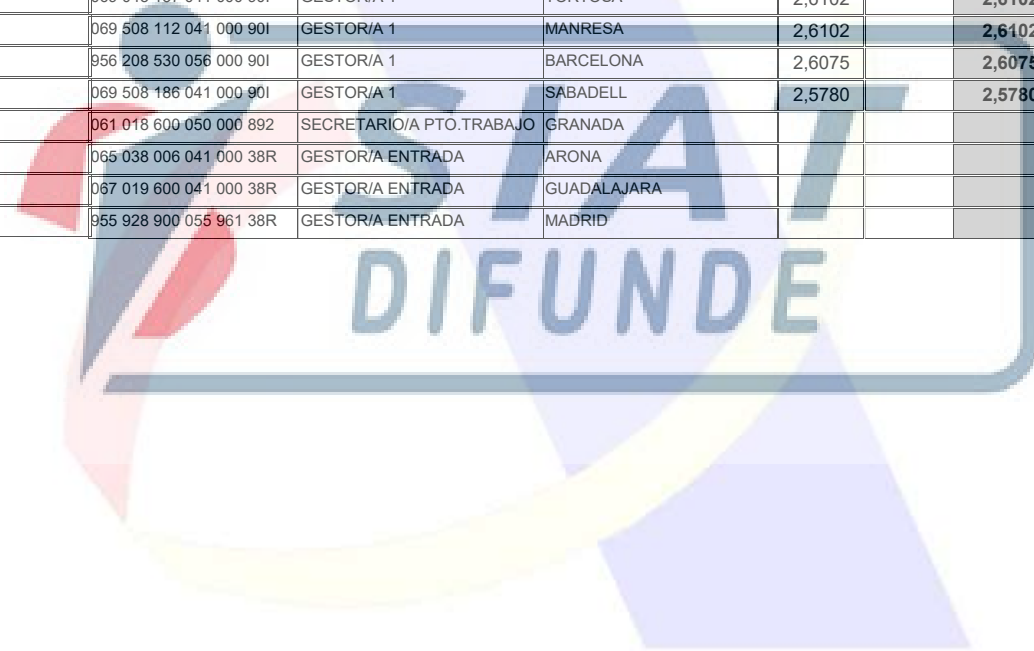 2,6102 2,6102
069 508 112 041 000 90I GESTOR/A 1 MANRESA 2,6102 2,6102
956 208 530 056 000 90I GESTOR/A 1 BARCELONA 2,6075 2,6075
069 508 186 041 000 90I GESTOR/A 1 SABADELL 2,5780 2,5780
061 018 600 050 000 892 SECRETARIO/A PTO.TRABAJO GRANADA
065 038 006 041 000 38R GESTOR/A ENTRADA ARONA
067 019 600 041 000 38R GESTOR/A ENTRADA GUADALAJARA
955 928 900 055 961 38R GESTOR/A ENTRADA MADRID
SIAT
DIFUNDE